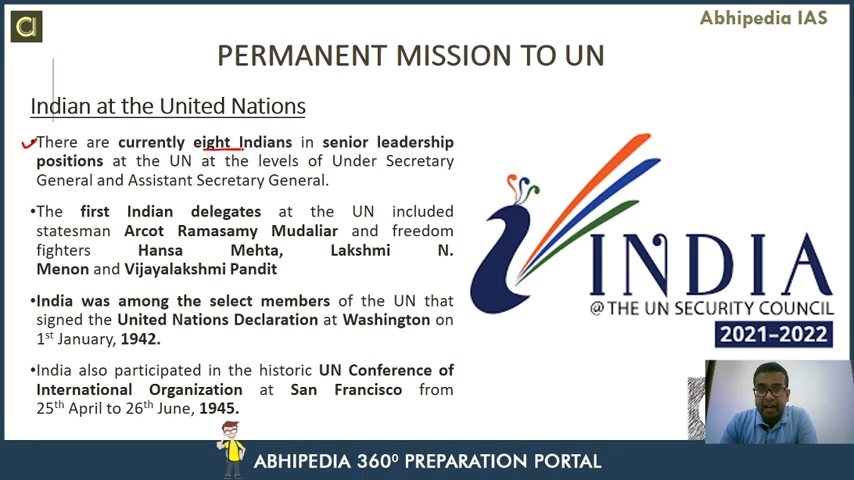 Abhipedia IAS
a
PERMANENT MISSION TO UN
Indian at the United Nations
•There are currently eight Indians in senior leadership
positions at the UN at the levels of Under Secretary
General and Assistant Secretary General.
•The first Indian delegates at the UN included
statesman Arcot Ramasamy Mudaliar and freedom
fighters Hansa Mehta, Lakshmi N.
Menon and Vijayalakshmi Pandit
•India was among the select members of the UN that
signed the United Nations Declaration at Washington on
1st January, 1942.
•India also participated in the historic UN Conference of
International Organization at San Francisco from
25th April to 26th June, 1945.
INDIA
@ THE UN SECURITY COUNCIL
2021–2022
ABHIPEDIA 360⁰ PREPARATION PORTAL